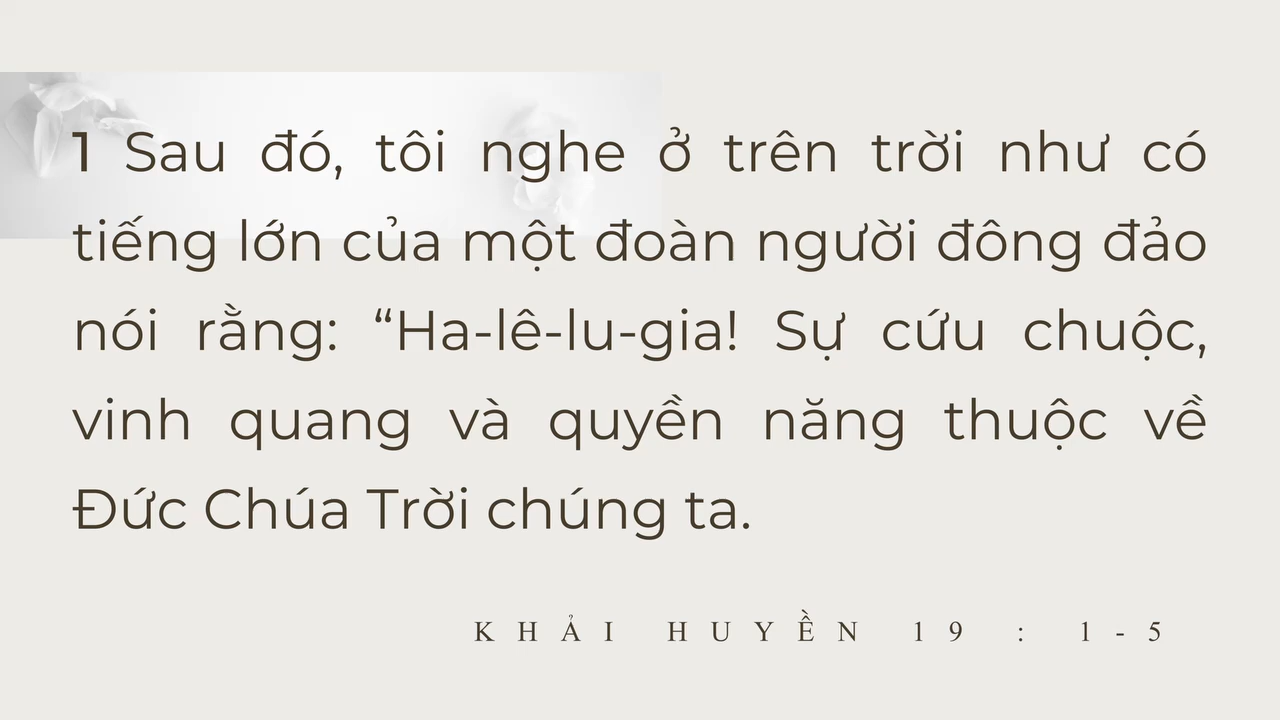 1 Sau đó, tôi nghe ở trên trời như có
tiếng lớn của một đoàn người đông đảo
nói rằng: “Ha-lê-lu-gia! Sự cứu chuộc,
vinh quang và quyền năng thuộc về
Đức Chúa Trời chúng ta.
KHẢI HUYỀN 19 : 1-5